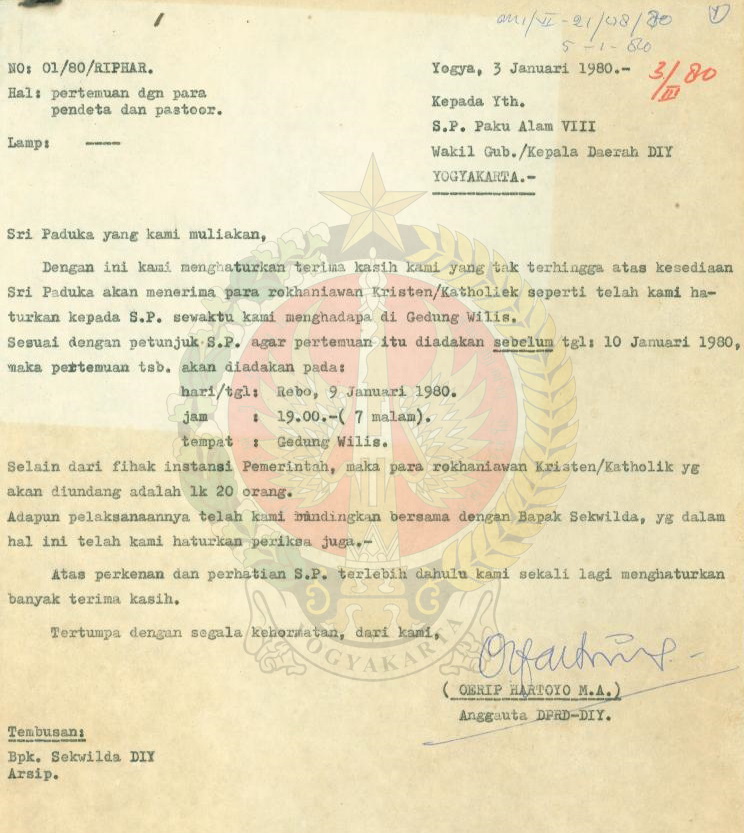 5-1-80
NO: 01/80/RIPHAR.
Yogya, 3 Januari 1980.-
3/III 80
Hal: pertemuan dgn para
pendeta dan pastoor.
Kepada Yth.
S.P. Paku Alam VIII
Lamp: -----
Wakil Gub./Kepala Daerah DIY
YOGYAKARTA.-
Sri Paduka yang kami muliakan,
Dengan ini kami menghaturkan terima kasih kami yang tak terhingga atas kesediaan
Sri Paduka akan menerima para rokhaniawan Kristen/Katholiek seperti telah kami ha-
turkan kepada S.P. sewaktu kami menghadapa di Gedung Wilis.
Sesuai dengan petunjuk S.P. agar pertemuan itu diadakan sebelum tgl: 10 Januari 1980,
maka pertemuan tsb. akan diadakan pada:
hari/tgl: Rebo, 9 Januari 1980.
jam : 19.00.-( 7 malam).
tempat : Gedung Wilis.
Selain dari fihak instansi Pemerintah, maka para rokhaniawan Kristen/Katholik yg
akan diundang adalah lk 20 orang.
Adapun pelaksanaannya telah kami bundingkan bersama dengan Bapak Sekwilda, yg dalam
hal ini telah kami haturkan periksa juga.-
Atas perkenan dan perhatian S.P. terlebih dahulu kami sekali lagi menghaturkan
banyak terima kasih.
Tertumpa dengan segala kehormatan, dari kami,
YOGYAKARTA
( OERIP HARTOYO M.A.)
Anggauta DPRD-DIY.
Tembusan:
Bpk. Sekwilda DIY
Arsip.